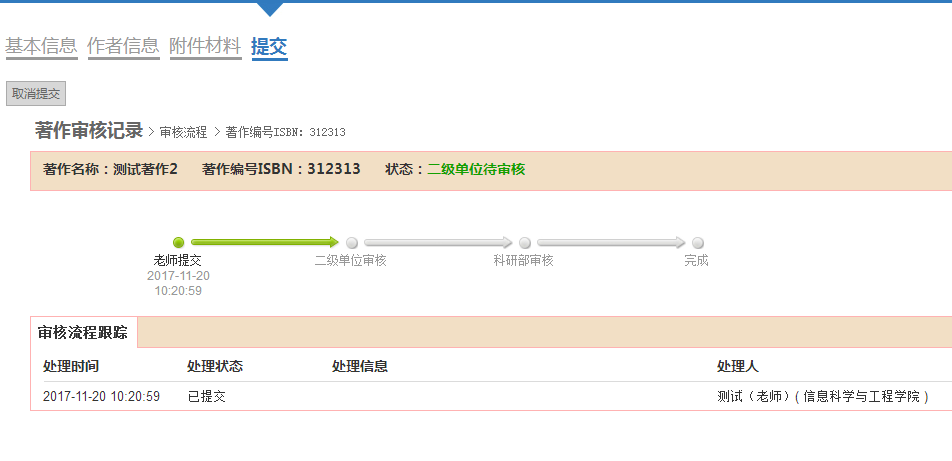 基本信息 作者信息 附件材料 提交
取消提交
著作审核记录 > 审核流程 > 著作编号ISBN: 312313
著作名称：测试著作2 著作编号ISBN：312313 状态：二级单位待审核
老师提交 二级单位审核 科研部审核 完成
2017-11-20
10:20:59
审核流程跟踪
处理时间 处理状态 处理信息 处理人
2017-11-20 10:20:59 已提交 测试（老师）( 信息科学与工程学院 )